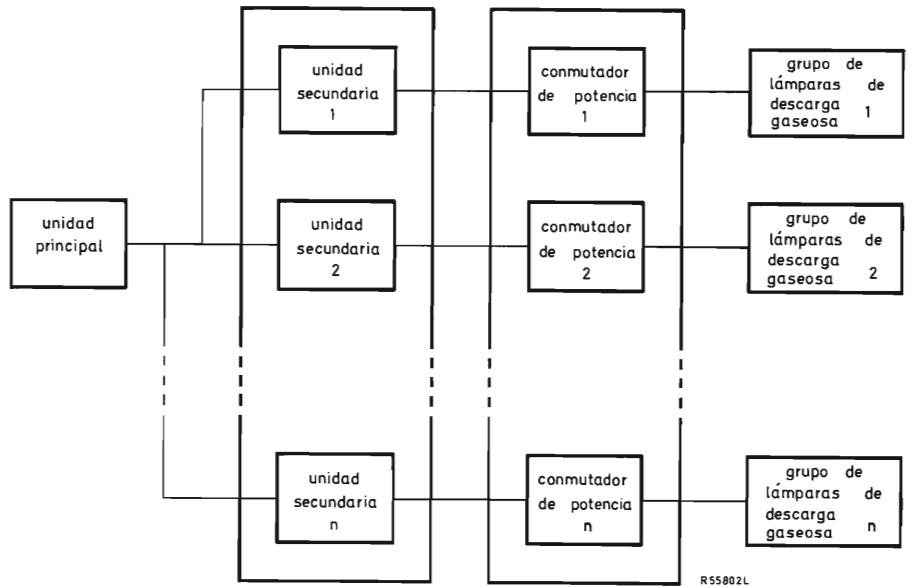 unidad
secundaria
1
conmutador
de potencia
1
grupo de
lámparas de
descarga 1
gaseosa
unidad
principal
unidad
secundaria
2
conmutador
de potencia
2
grupo de
lámparas de
descarga 2
gaseosa
unidad
secundaria
n
conmutador
de potencia
n
grupo de
lámparas de
descarga n
gaseosa
RS5802L